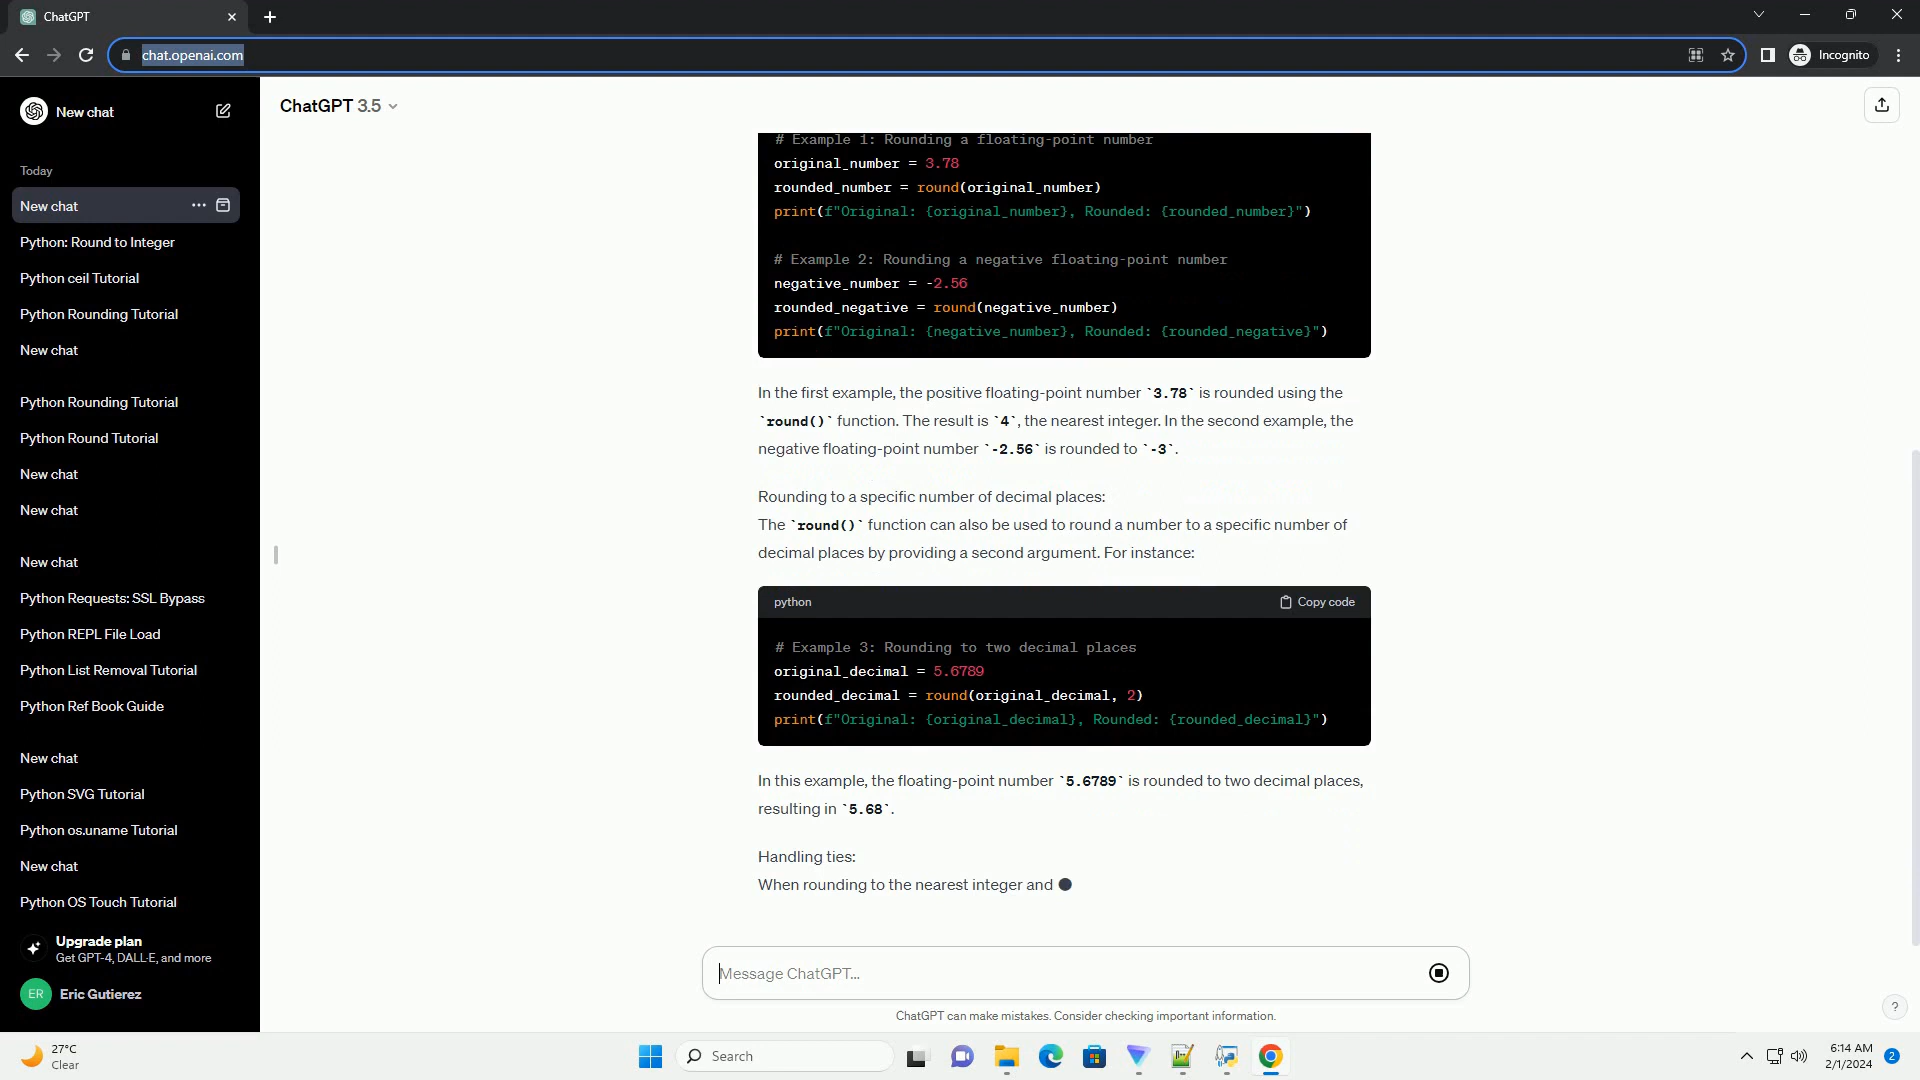 ChatGPT
chat.openai.com
Incognito
New chat
Today
New chat
Python: Round to Integer
Python ceil Tutorial
Python Rounding Tutorial
New chat
Python Rounding Tutorial
Python Round Tutorial
New chat
New chat
New chat
Python Requests: SSL Bypass
Python REPL File Load
Python List Removal Tutorial
Python Ref Book Guide
New chat
Python SVG Tutorial
Python os.uname Tutorial
New chat
Python OS Touch Tutorial
Upgrade plan
Get GPT-4, DALL·E, and more
ER
Eric Gutierez
ChatGPT 3.5
# Example 1: Rounding a floating-point number
original_number = 3.78
rounded_number = round(original_number)
print(f"Original: {original_number}, Rounded: {rounded_number}")
# Example 2: Rounding a negative floating-point number
negative_number = -2.56
rounded_negative = round(negative_number)
print(f"Original: {negative_number}, Rounded: {rounded_negative}")
In the first example, the positive floating-point number `3.78` is rounded using the
`round()` function. The result is `4`, the nearest integer. In the second example, the
negative floating-point number `-2.56` is rounded to `-3`.
Rounding to a specific number of decimal places:
The `round()` function can also be used to round a number to a specific number of
decimal places by providing a second argument. For instance:
python
Copy code
# Example 3: Rounding to two decimal places
original_decimal = 5.6789
rounded_decimal = round(original_decimal, 2)
print(f"Original: {original_decimal}, Rounded: {rounded_decimal}")
In this example, the floating-point number `5.6789` is rounded to two decimal places,
resulting in `5.68`.
Handling ties:
When rounding to the nearest integer and
Message ChatGPT…
ChatGPT can make mistakes. Consider checking important information.
?
27°C
Clear
Search
6:14 AM
2/1/2024
2